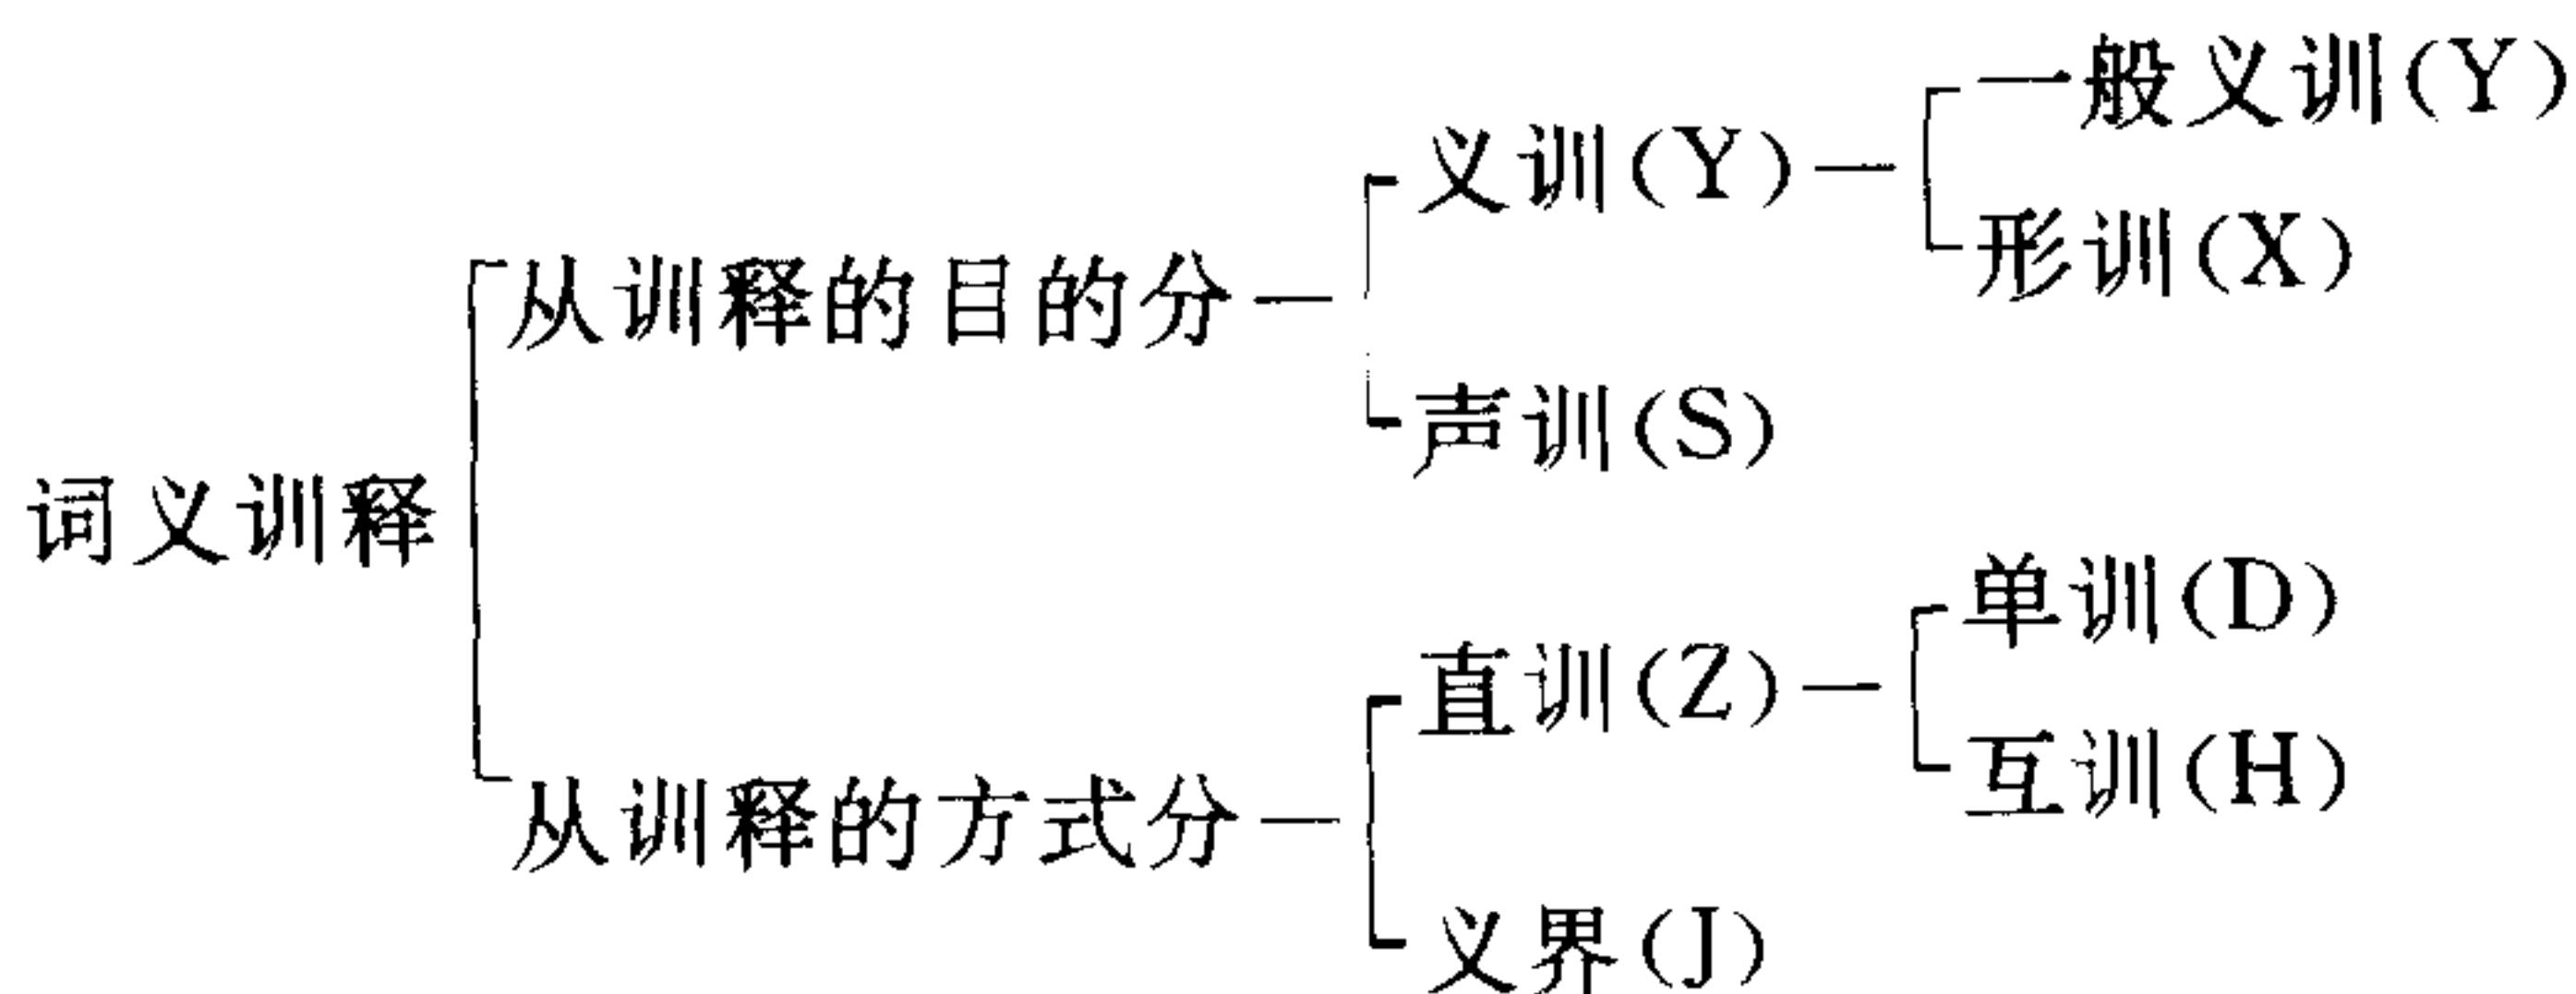 一般义训(Y)
义训(Y)
形训(X)
从训释的目的分
声训(S)
词义训释
单训(D)
直训(Z)
互训(H)
从训释的方式分
义界(J)